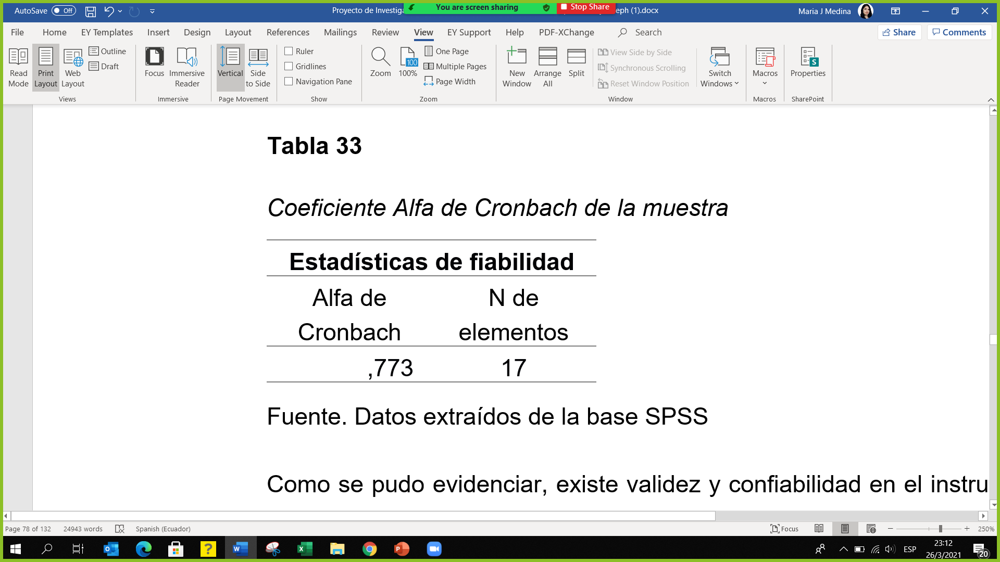 AutoSave Off
Proyecto de Investiga
You are screen sharing
Stop Share
eph (1).docx
Maria J Medina
File Home EY Templates Insert Design Layout References Mailings Review View EY Support Help PDF-XChange Search Share Comments
Read Mode
Print Layout
Web Layout
Outline
Draft
Views
Focus
Immersive Reader
Immersive
Vertical
Side to Side
Page Movement
Ruler
Gridlines
Navigation Pane
Show
Zoom
100
100%
One Page
Multiple Pages
Page Width
Zoom
New Window
Arrange All
Split
View Side by Side
Synchronous Scrolling
Reset Window Position
Switch Windows
Window
Macros
Macros
S
Properties
SharePoint
Tabla 33
Coeficiente Alfa de Cronbach de la muestra
Estadísticas de fiabilidad
Alfa de N de
Cronbach elementos
,773 17
Fuente. Datos extraídos de la base SPSS
Como se pudo evidenciar, existe validez y confiabilidad en el instru
Page 78 of 132 24943 words Spanish (Ecuador) Focus 250%
ESP
23:12
26/3/2021
20